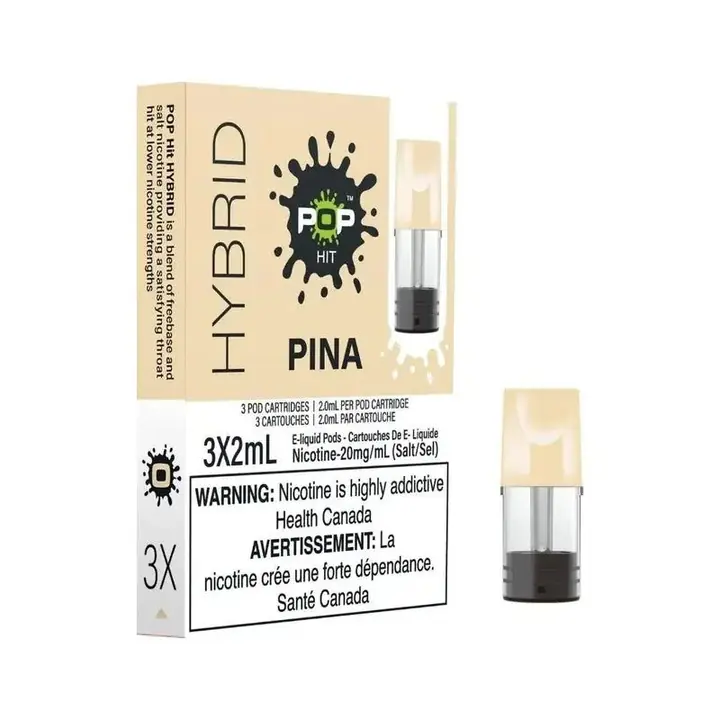 POP Hit HYBRID is a blend of freebase and
salt nicotine providing a satisfying throat
hit at lower nicotine strengths
HYBRID
POP™
HIT
PINA
3 POD CARTRIDGES | 2.0mL PER POD CARTRIDGE
3 CARTOUCHES | 2.0mL PAR CARTOUCHE
3X2mL
E-liquid Pods - Cartouches De E- Liquide
Nicotine-20mg/mL (Salt/Sel)
WARNING: Nicotine is highly addictive
Health Canada
AVERTISSEMENT: La
nicotine crée une forte dépendance.
Santé Canada
3X